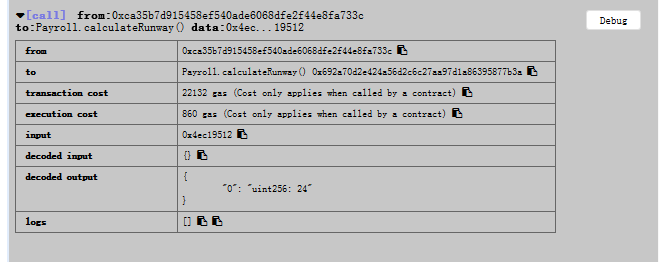 [call] from:0xca35b7d915458ef540ade6068dfe2f44e8fa733c
to:Payroll.calculateRunway() data:0x4ec...19512
Debug
from 0xca35b7d915458ef540ade6068dfe2f44e8fa733c
to Payroll.calculateRunway() 0x692a70d2e424a56d2c6c27aa97d1a86395877b3a
transaction cost 22132 gas (Cost only applies when called by a contract)
execution cost 860 gas (Cost only applies when called by a contract)
input 0x4ec19512
decoded input {}
decoded output {
"0": "uint256: 24"
}
logs []